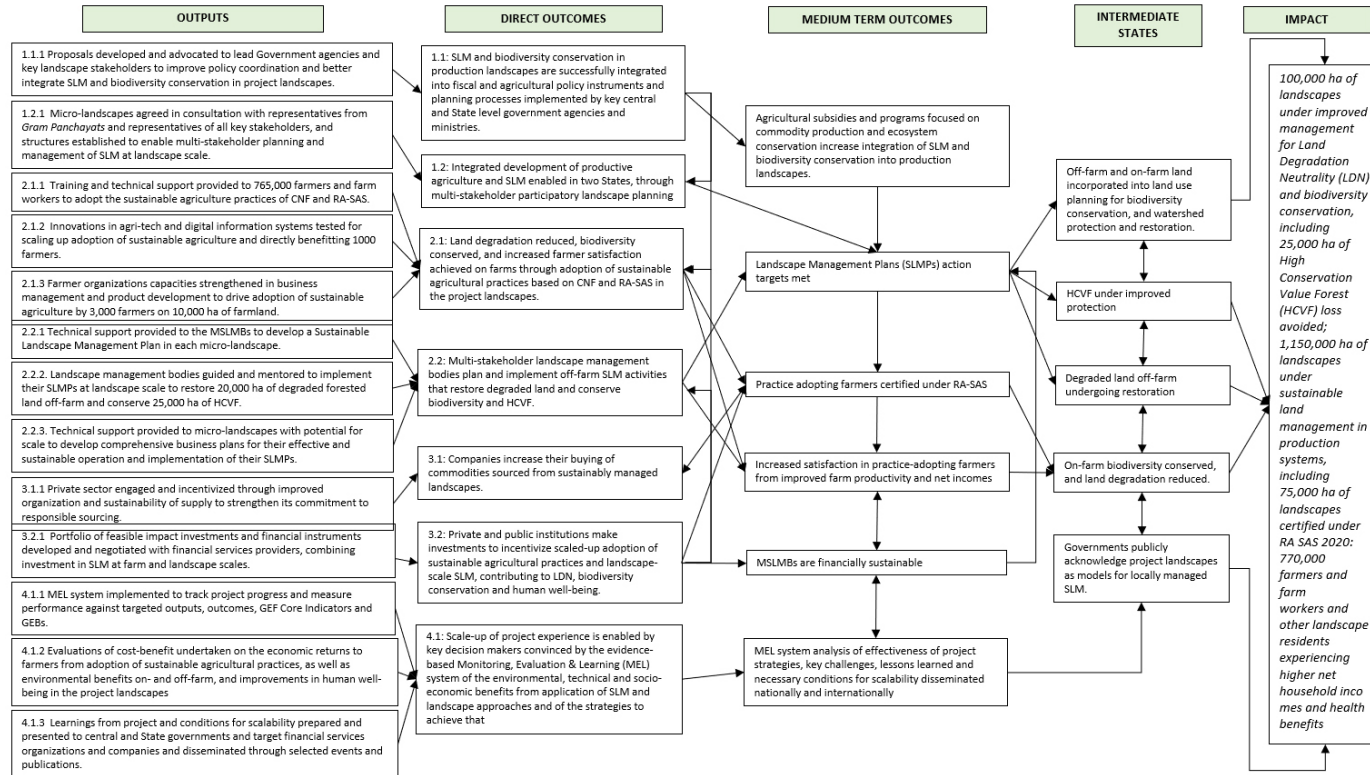 OUTPUTS
1.1.1 Proposals developed and advocated to lead Government agencies and
key landscape stakeholders to improve policy coordination and better
integrate SLM and biodiversity conservation in project landscapes.
1.2.1 Micro-landscapes agreed in consultation with representatives from
Gram Panchayats and representatives of all key stakeholders, and
structures established to enable multi-stakeholder planning and
management of SLM at landscape scale.
2.1.1 Training and technical support provided to 765,000 farmers and farm
workers to adopt the sustainable agriculture practices of CNF and RA-SAS.
2.1.2 Innovations in agri-tech and digital information systems tested for
scaling up adoption of sustainable agriculture and directly benefitting 1000
farmers.
2.1.3 Farmer organizations capacities strengthened in business
management and product development to drive adoption of sustainable
agriculture by 3,000 farmers on 10,000 ha of farmland.
2.2.1 Technical support provided to the MSLMBs to develop a Sustainable
Landscape Management Plan in each micro-landscape.
2.2.2. Landscape management bodies guided and mentored to implement
their SLMPs at landscape scale to restore 20,000 ha of degraded forested
land off-farm and conserve 25,000 ha of HCVF.
2.2.3. Technical support provided to micro-landscapes with potential for
scale to develop comprehensive business plans for their effective and
sustainable operation and implementation of their SLMPs.
3.1.1 Private sector engaged and incentivized through improved
organization and sustainability of supply to strengthen its commitment to
responsible sourcing.
3.2.1 Portfolio of feasible impact investments and financial instruments
developed and negotiated with financial services providers, combining
investment in SLM at farm and landscape scales.
4.1.1 MEL system implemented to track project progress and measure
performance against targeted outputs, outcomes, GEF Core Indicators and
GEBs.
4.1.2 Evaluations of cost-benefit undertaken on the economic returns to
farmers from adoption of sustainable agricultural practices, as well as
environmental benefits on- and off-farm, and improvements in human well-
being in the project landscapes
4.1.3 Learnings from project and conditions for scalability prepared and
presented to central and State governments and target financial services
organizations and companies and disseminated through selected events and
publications.
DIRECT OUTCOMES
1.1: SLM and biodiversity conservation in
production landscapes are successfully integrated
into fiscal and agricultural policy instruments and
planning processes implemented by key central
and State level government agencies and
ministries.
1.2: Integrated development of productive
agriculture and SLM enabled in two States, through
multi-stakeholder participatory landscape planning
2.1: Land degradation reduced, biodiversity
conserved, and increased farmer satisfaction
achieved on farms through adoption of sustainable
agricultural practices based on CNF and RA-SAS in
the project landscapes.
2.2: Multi-stakeholder landscape management
bodies plan and implement off-farm SLM activities
that restore degraded land and conserve
biodiversity and HCVF.
3.1: Companies increase their buying of
commodities sourced from sustainably managed
landscapes.
3.2: Private and public institutions make
investments to incentivize scaled-up adoption of
sustainable agricultural practices and landscape-
scale SLM, contributing to LDN, biodiversity
conservation and human well-being.
4.1: Scale-up of project experience is enabled by
key decision makers convinced by the evidence-
based Monitoring, Evaluation & Learning (MEL)
system of the environmental, technical and socio-
economic benefits from application of SLM and
landscape approaches and of the strategies to
achieve that
MEDIUM TERM OUTCOMES
Agricultural subsidies and programs focused on
commodity production and ecosystem
conservation increase integration of SLM and
biodiversity conservation into production
landscapes.
Landscape Management Plans (SLMPs) action
targets met
Practice adopting farmers certified under RA-SAS
Increased satisfaction in practice-adopting farmers
from improved farm productivity and net incomes
MSLMBs are financially sustainable
MEL system analysis of effectiveness of project
strategies, key challenges, lessons learned and
necessary conditions for scalability disseminated
nationally and internationally
INTERMEDIATE
STATES
Off-farm and on-farm land
incorporated into land use
planning for biodiversity
conservation, and watershed
protection and restoration.
HCVF under improved
protection
Degraded land off-farm
undergoing restoration
On-farm biodiversity conserved,
and land degradation reduced.
Governments publicly
acknowledge project landscapes
as models for locally managed
SLM.
IMPACT
100,000 ha of
landscapes
under improved
management
for Land
Degradation
Neutrality (LDN)
and biodiversity
conservation,
including
25,000 ha of
High
Conservation
Value Forest
(HCVF) loss
avoided;
1,150,000 ha of
landscapes
under
sustainable
land
management in
production
systems,
including
75,000 ha of
landscapes
certified under
RA SAS 2020:
770,000
farmers and
farm
workers and
other landscape
residents
experiencing
higher net
household inco
mes and health
benefits